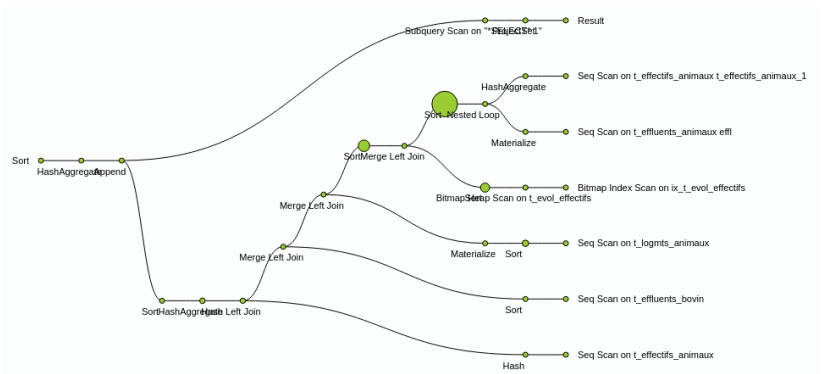 Result
Subquery Scan on "*SELECT* 1"
Seq Scan on t_effectifs_animaux t_effectifs_animaux_1
HashAggregate
Sort
Nested Loop
Seq Scan on t_effluents_animaux effl
Materialize
Sort
Merge Left Join
Sort
HashAggregate
Append
Bitmap Index Scan on ix_t_evol_effectifs
Bitmap Heap Scan on t_evol_effectifs
Sort
Merge Left Join
Seq Scan on t_logmts_animaux
Materialize
Sort
Merge Left Join
Seq Scan on t_effluents_bovin
Sort
Sort
HashAggregate
Hash Left Join
Seq Scan on t_effectifs_animaux
Hash